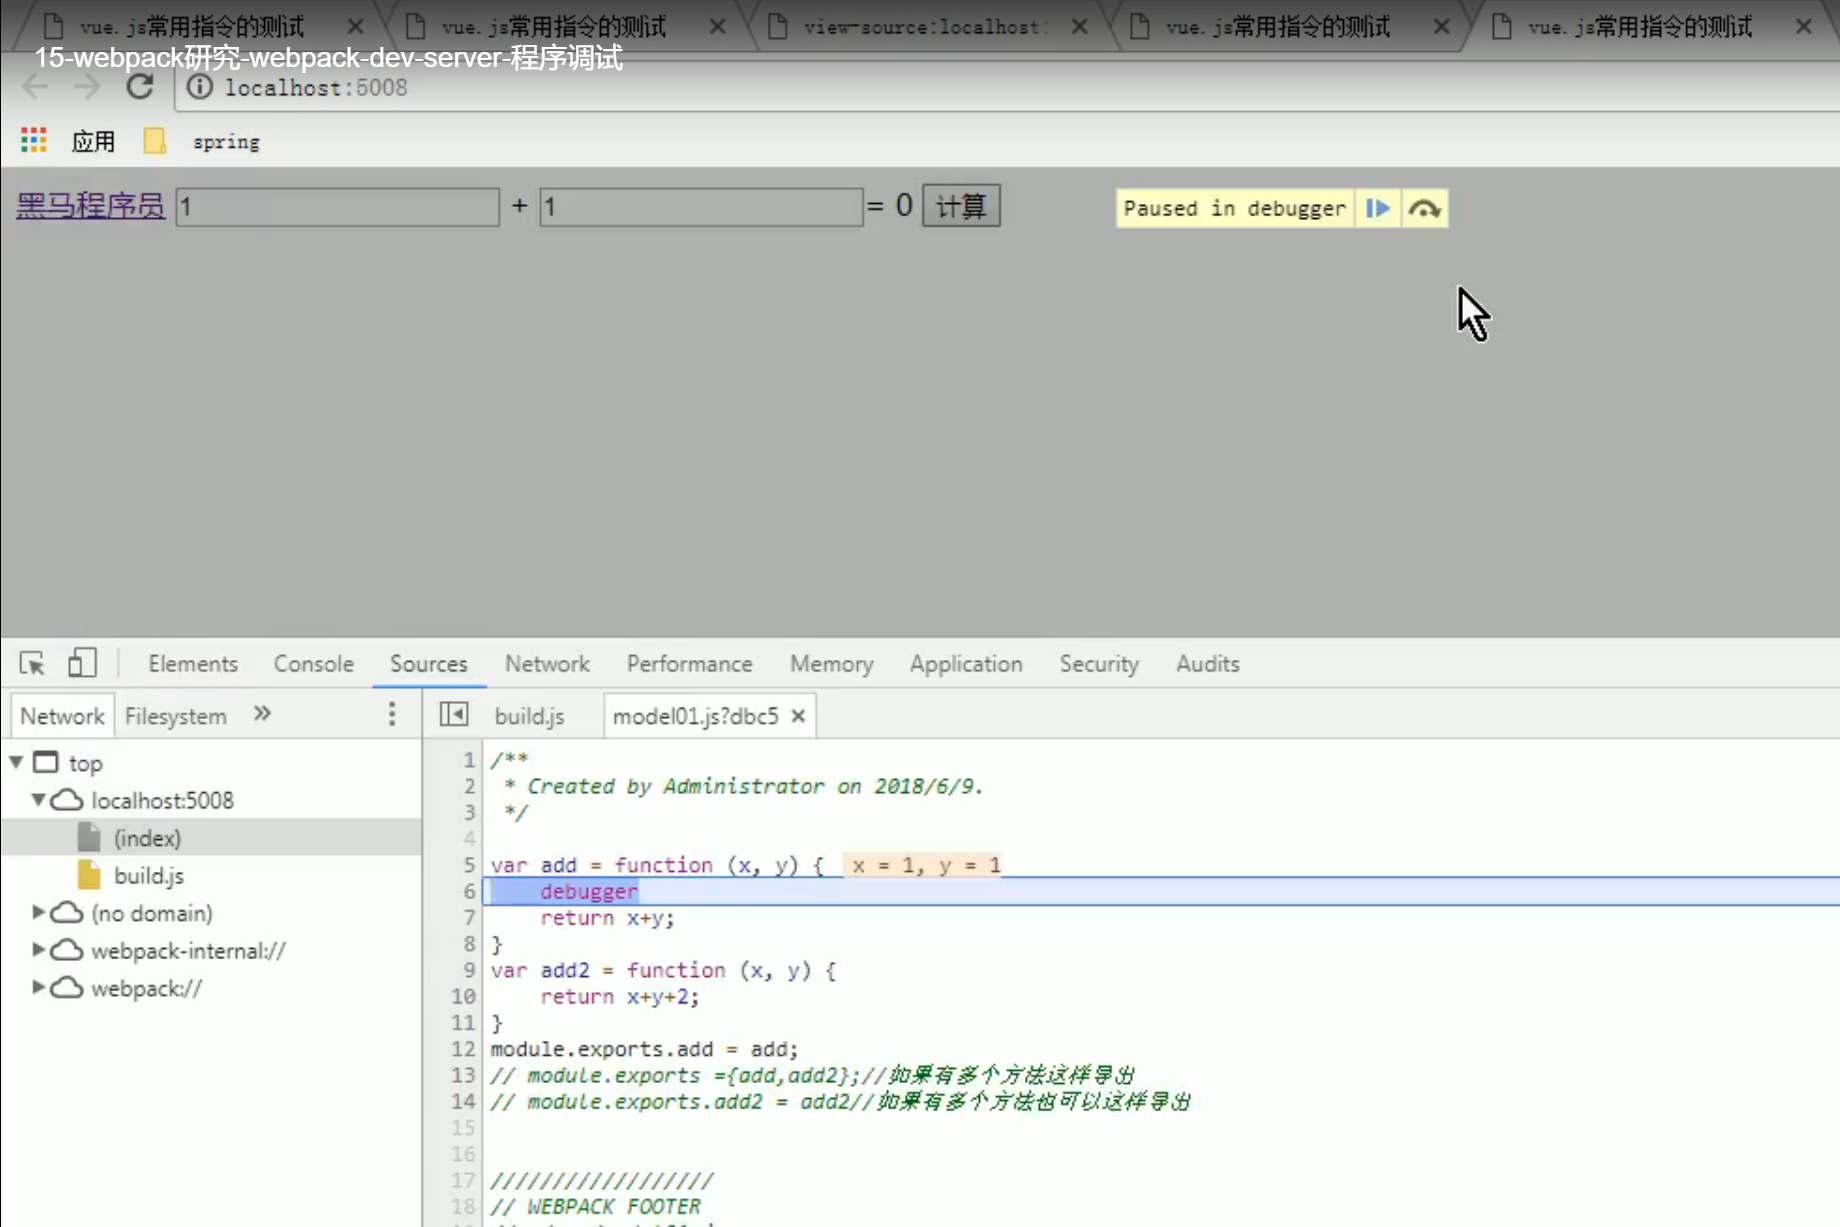 vue.js常用指令的测试 vue.js常用指令的测试 view-source:localhost: vue.js常用指令的测试 vue.js常用指令的测试
15-webpack研究-webpack-dev-server-程序调试
localhost:5008
应用 spring
黑马程序员 1 + 1 = 0 计算 Paused in debugger
Elements Console Sources Network Performance Memory Application Security Audits
Network Filesystem » build.js model01.js?dbc5
top
localhost:5008
(index)
build.js
(no domain)
webpack-internal://
webpack://
1 /**
2 * Created by Administrator on 2018/6/9.
3 */
4
5 var add = function (x, y) { x = 1, y = 1
6 debugger
7 return x+y;
8 }
9 var add2 = function (x, y) {
10 return x+y+2;
11 }
12 module.exports.add = add;
13 // module.exports ={add,add2};//如果有多个方法这样导出
14 // module.exports.add2 = add2//如果有多个方法也可以这样导出
15
16
17 //////////////////
18 // WEBPACK FOOTER